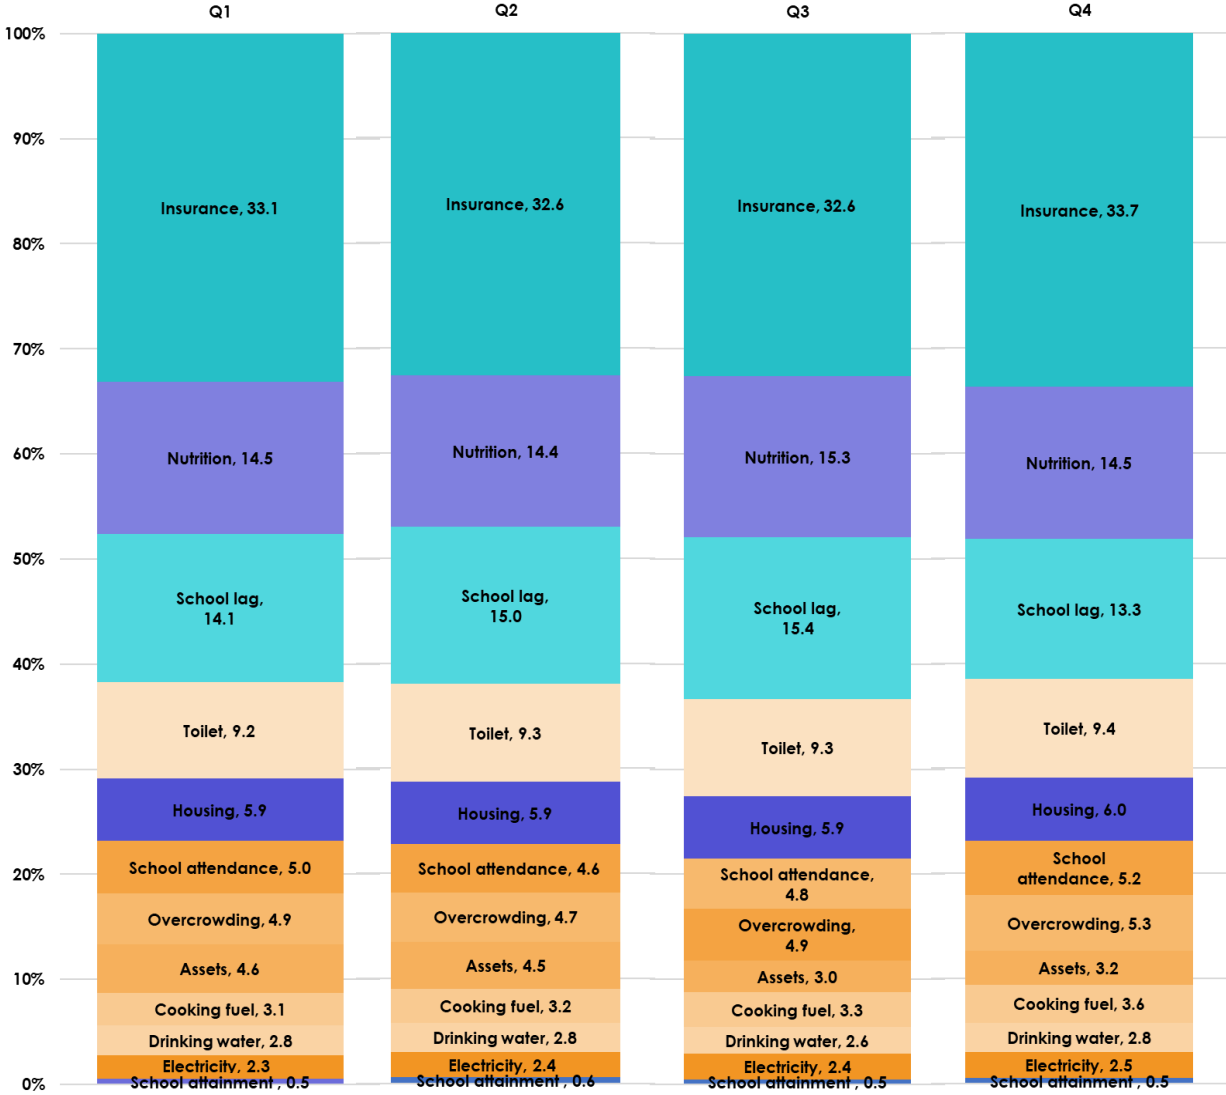 Q1
Q2
Q3
Q4
100%
90%
80%
70%
60%
50%
40%
30%
20%
10%
0%
Insurance, 33.1
Nutrition, 14.5
School lag,
14.1
Toilet, 9.2
Housing, 5.9
School attendance, 5.0
Overcrowding, 4.9
Assets, 4.6
Cooking fuel, 3.1
Drinking water, 2.8
Electricity, 2.3
School attainment , 0.5
Insurance, 32.6
Nutrition, 14.4
School lag,
15.0
Toilet, 9.3
Housing, 5.9
School attendance, 4.6
Overcrowding, 4.7
Assets, 4.5
Cooking fuel, 3.2
Drinking water, 2.8
Electricity, 2.4
School attainment , 0.6
Insurance, 32.6
Nutrition, 15.3
School lag,
15.4
Toilet, 9.3
Housing, 5.9
School attendance,
4.8
Overcrowding,
4.9
Assets, 3.0
Cooking fuel, 3.3
Drinking water, 2.6
Electricity, 2.4
School attainment , 0.5
Insurance, 33.7
Nutrition, 14.5
School lag, 13.3
Toilet, 9.4
Housing, 6.0
School
attendance, 5.2
Overcrowding, 5.3
Assets, 3.2
Cooking fuel, 3.6
Drinking water, 2.8
Electricity, 2.5
School attainment , 0.5